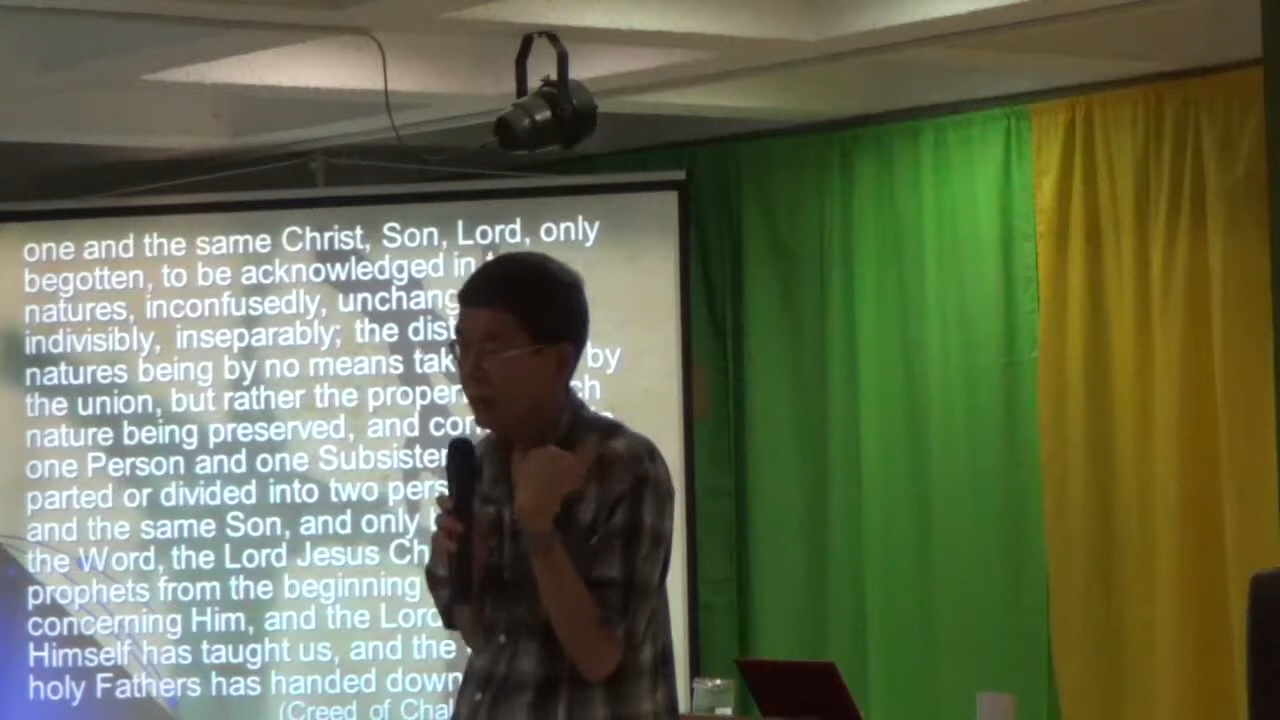 one and the same Christ, Son, Lord, only
begotten, to be acknowledged in
natures, inconfusedly, unchang
indivisibly, inseparably; the dist
natures being by no means tak by
the union, but rather the proper ch
nature being preserved, and con
one Person and one Subsister
parted or divided into two pers
and the same Son, and only
the Word, the Lord Jesus Ch
prophets from the beginning
concerning Him, and the Lord
Himself has taught us, and the
holy Fathers has handed down
(Creed of Chal